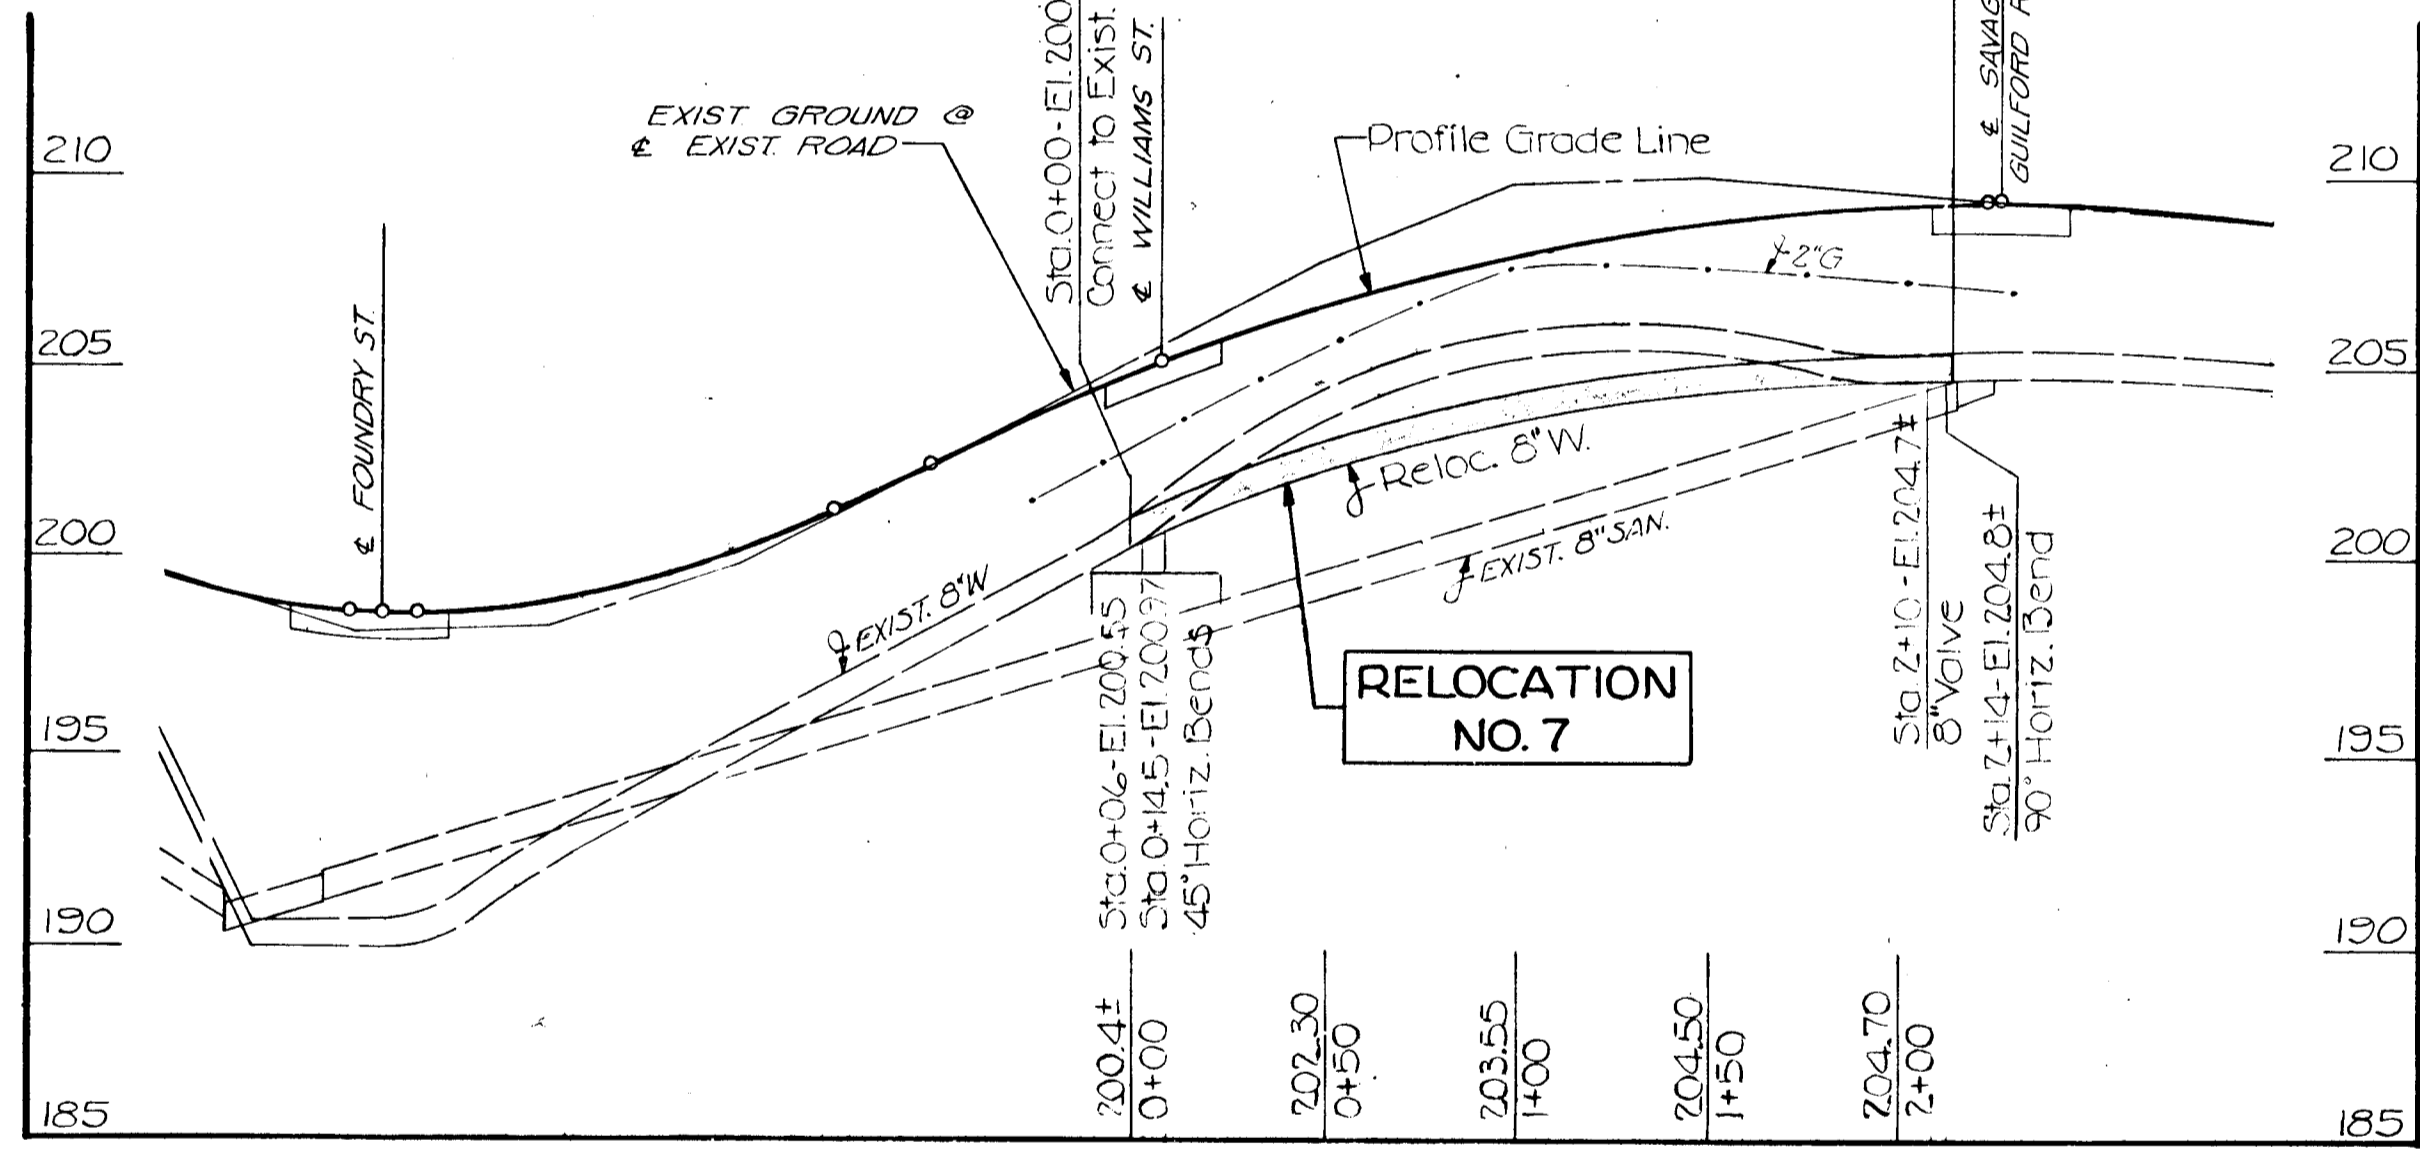 Sta.0+00-El.200
Connect to Exist.
℄ WILLIAMS ST.
℄ SAVAG
GUILFORD R
EXIST. GROUND @
℄ EXIST. ROAD
Profile Grade Line
210
210
2"G
℄ FOUNDRY ST.
205
205
Reloc. 8"W.
200
200
EXIST. 8"SAN.
EXIST. 8"W
Sta.2+10-El.204.7±
8"Valve
Sta.2+14-El.204.8±
90° Horiz. Bend
Sta.0+06-El.200.55
Sta.0+14.5-El.200.97
45° Horiz. Bends
RELOCATION
NO. 7
195
195
190
190
200.4±
0+00
202.30
0+50
203.55
1+00
204.50
1+50
204.70
2+00
185
185